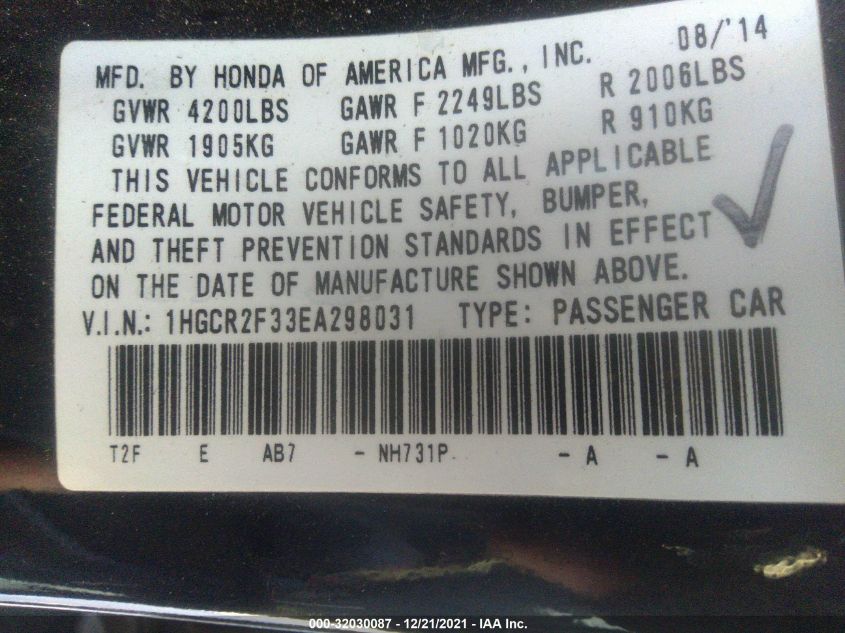 08/'14
MFD. BY HONDA OF AMERICA MFG., INC.
GVWR 4200LBS GAWR F 2249LBS R 2006LBS
GVWR 1905KG GAWR F 1020KG R 910KG
THIS VEHICLE CONFORMS TO ALL APPLICABLE
FEDERAL MOTOR VEHICLE SAFETY, BUMPER,
AND THEFT PREVENTION STANDARDS IN EFFECT
ON THE DATE OF MANUFACTURE SHOWN ABOVE.
V.I.N.: 1HGCR2F33EA298031 TYPE: PASSENGER CAR
T2F E AB7 - NH731P - A - A
000-32030087 - 12/21/2021 - IAA Inc.